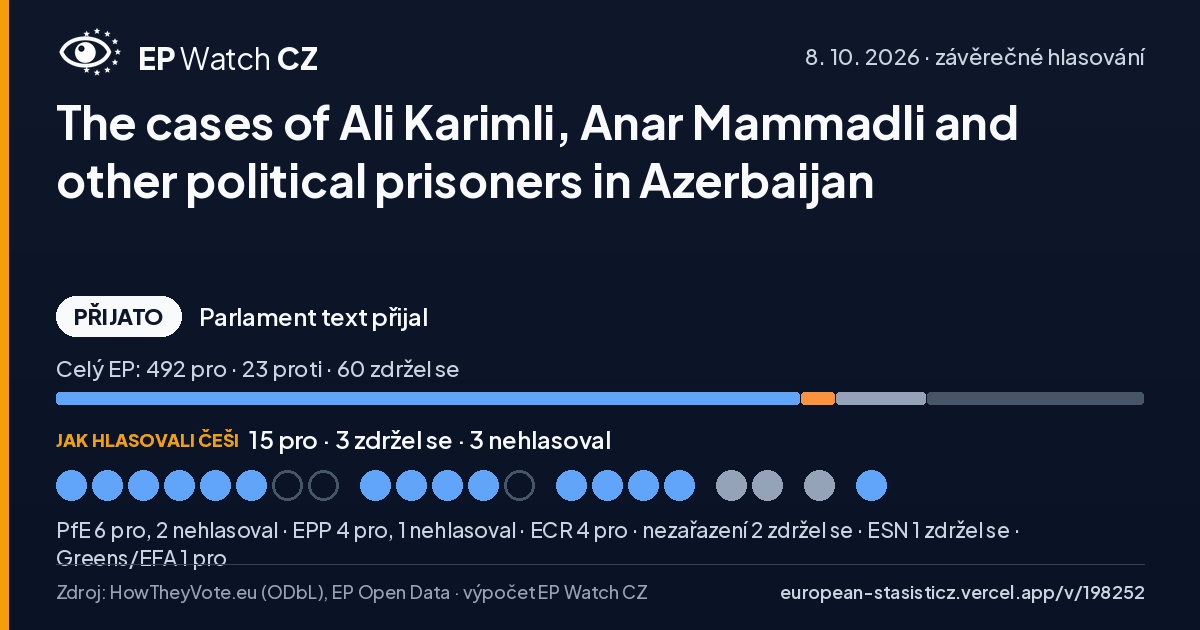 EP Watch CZ
8. 10. 2026 · závěrečné hlasování
The cases of Ali Karimli, Anar Mammadli and
other political prisoners in Azerbaijan
PŘIJATO Parlament text přijal
Celý EP: 492 pro · 23 proti · 60 zdržel se
JAK HLASOVALI ČEŠI 15 pro · 3 zdržel se · 3 nehlasoval
PfE 6 pro, 2 nehlasoval · EPP 4 pro, 1 nehlasoval · ECR 4 pro · nezařazení 2 zdržel se · ESN 1 zdržel se ·
Greens/EFA 1 pro
Zdroj: HowTheyVote.eu (ODbL), EP Open Data · výpočet EP Watch CZ
european-stasisticz.vercel.app/v/198252